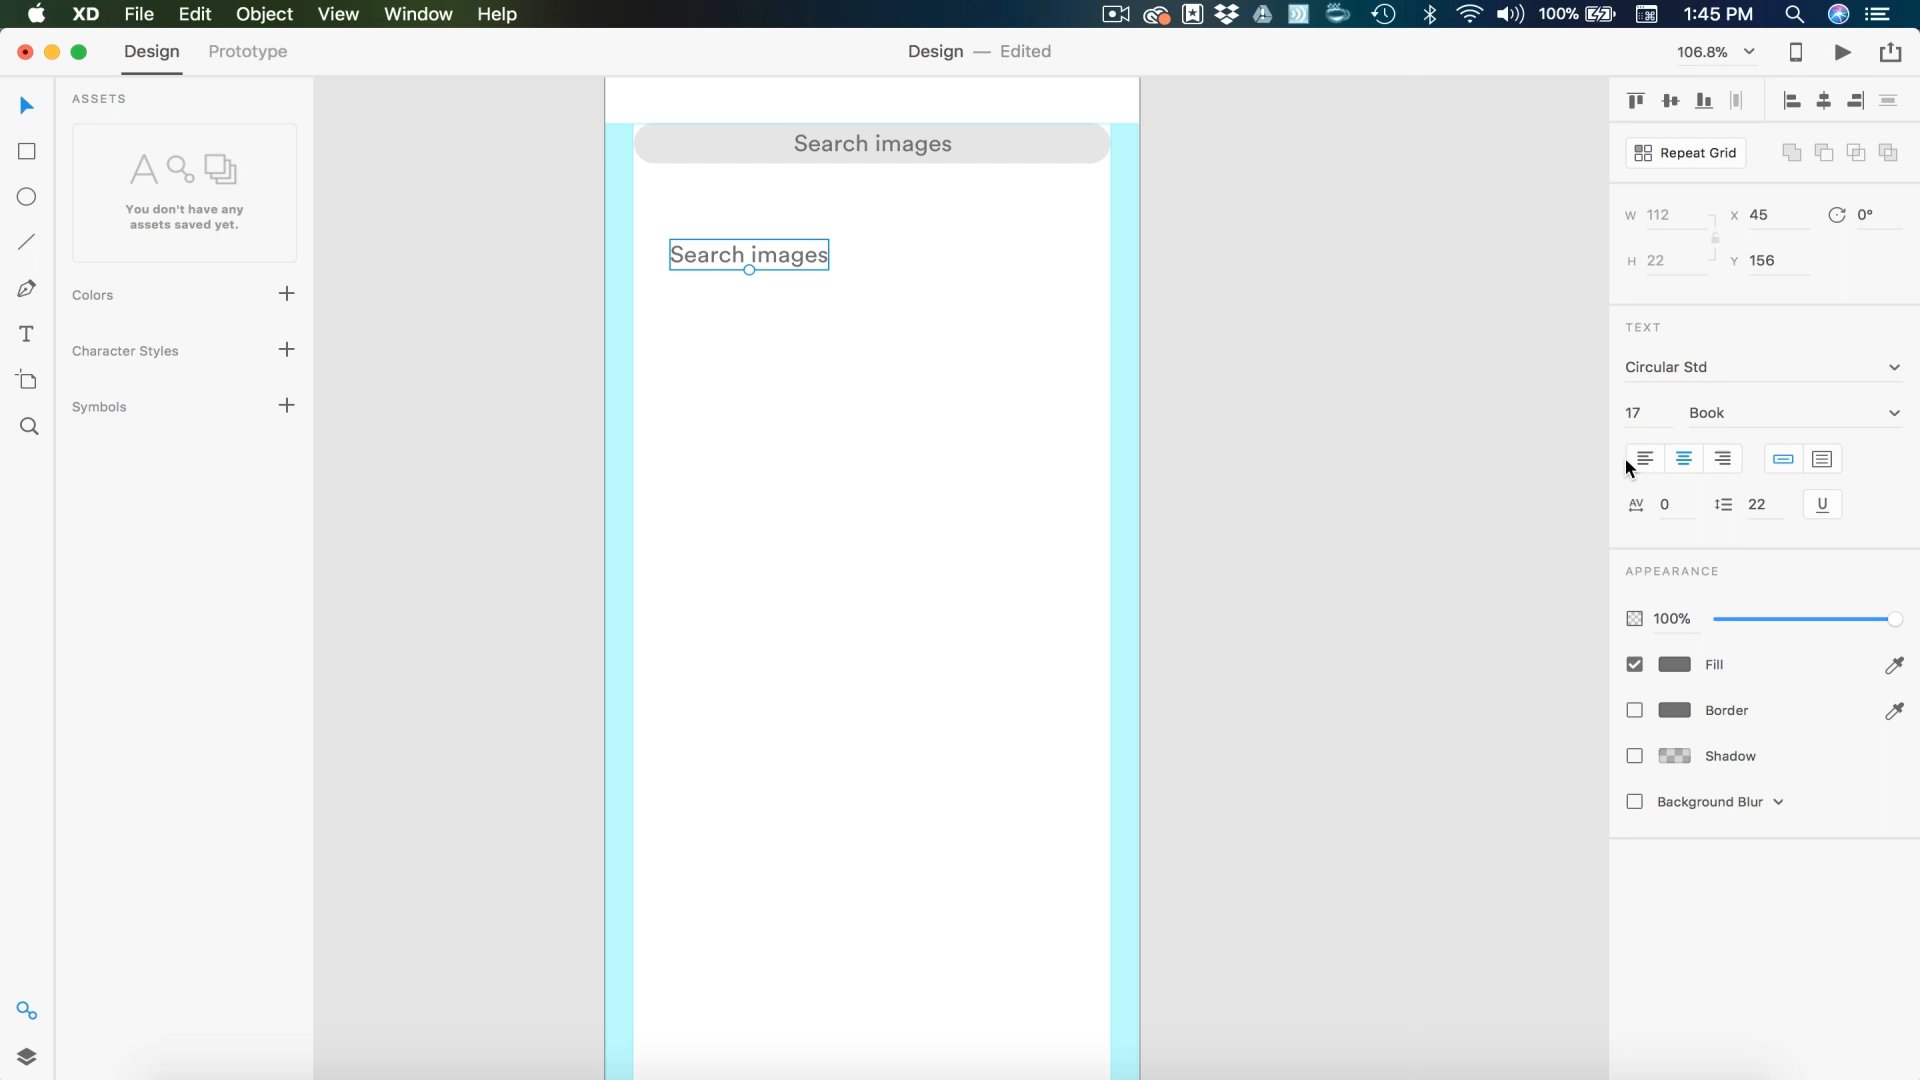 XD File Edit Object View Window Help 100% 1:45 PM
Design Prototype Design — Edited 106.8%
ASSETS
You don't have any
assets saved yet.
Colors
Character Styles
Symbols
Search images
Search images
Repeat Grid
W 112 X 45 0°
H 22 Y 156
TEXT
Circular Std
17 Book
AV 0 22 U
APPEARANCE
100%
Fill
Border
Shadow
Background Blur